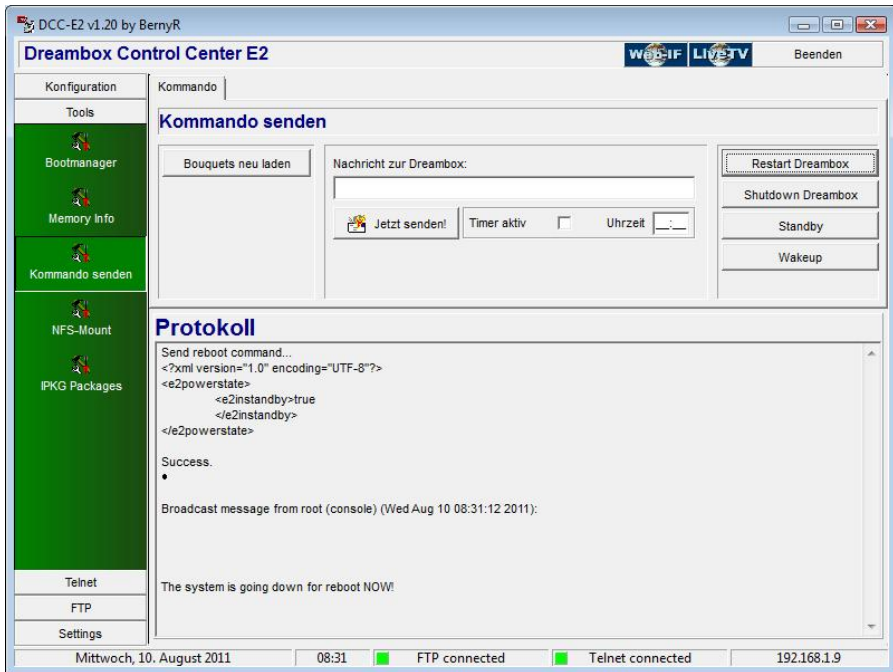 DCC-E2 v1.20 by BernyR
Dreambox Control Center E2
Web-IF
LiveTV
Beenden
Konfiguration
Tools
Bootmanager
Memory Info
Kommando senden
NFS-Mount
IPKG Packages
Telnet
FTP
Settings
Kommando
Kommando senden
Bouquets neu laden
Nachricht zur Dreambox:
Jetzt senden!
Timer aktiv
Uhrzeit
__:__
Restart Dreambox
Shutdown Dreambox
Standby
Wakeup
Protokoll
Send reboot command...
<?xml version="1.0" encoding="UTF-8"?>
<e2powerstate>
<e2instandby>true
</e2instandby>
</e2powerstate>
Success.
•
Broadcast message from root (console) (Wed Aug 10 08:31:12 2011):
The system is going down for reboot NOW!
Mittwoch, 10. August 2011
08:31
FTP connected
Telnet connected
192.168.1.9